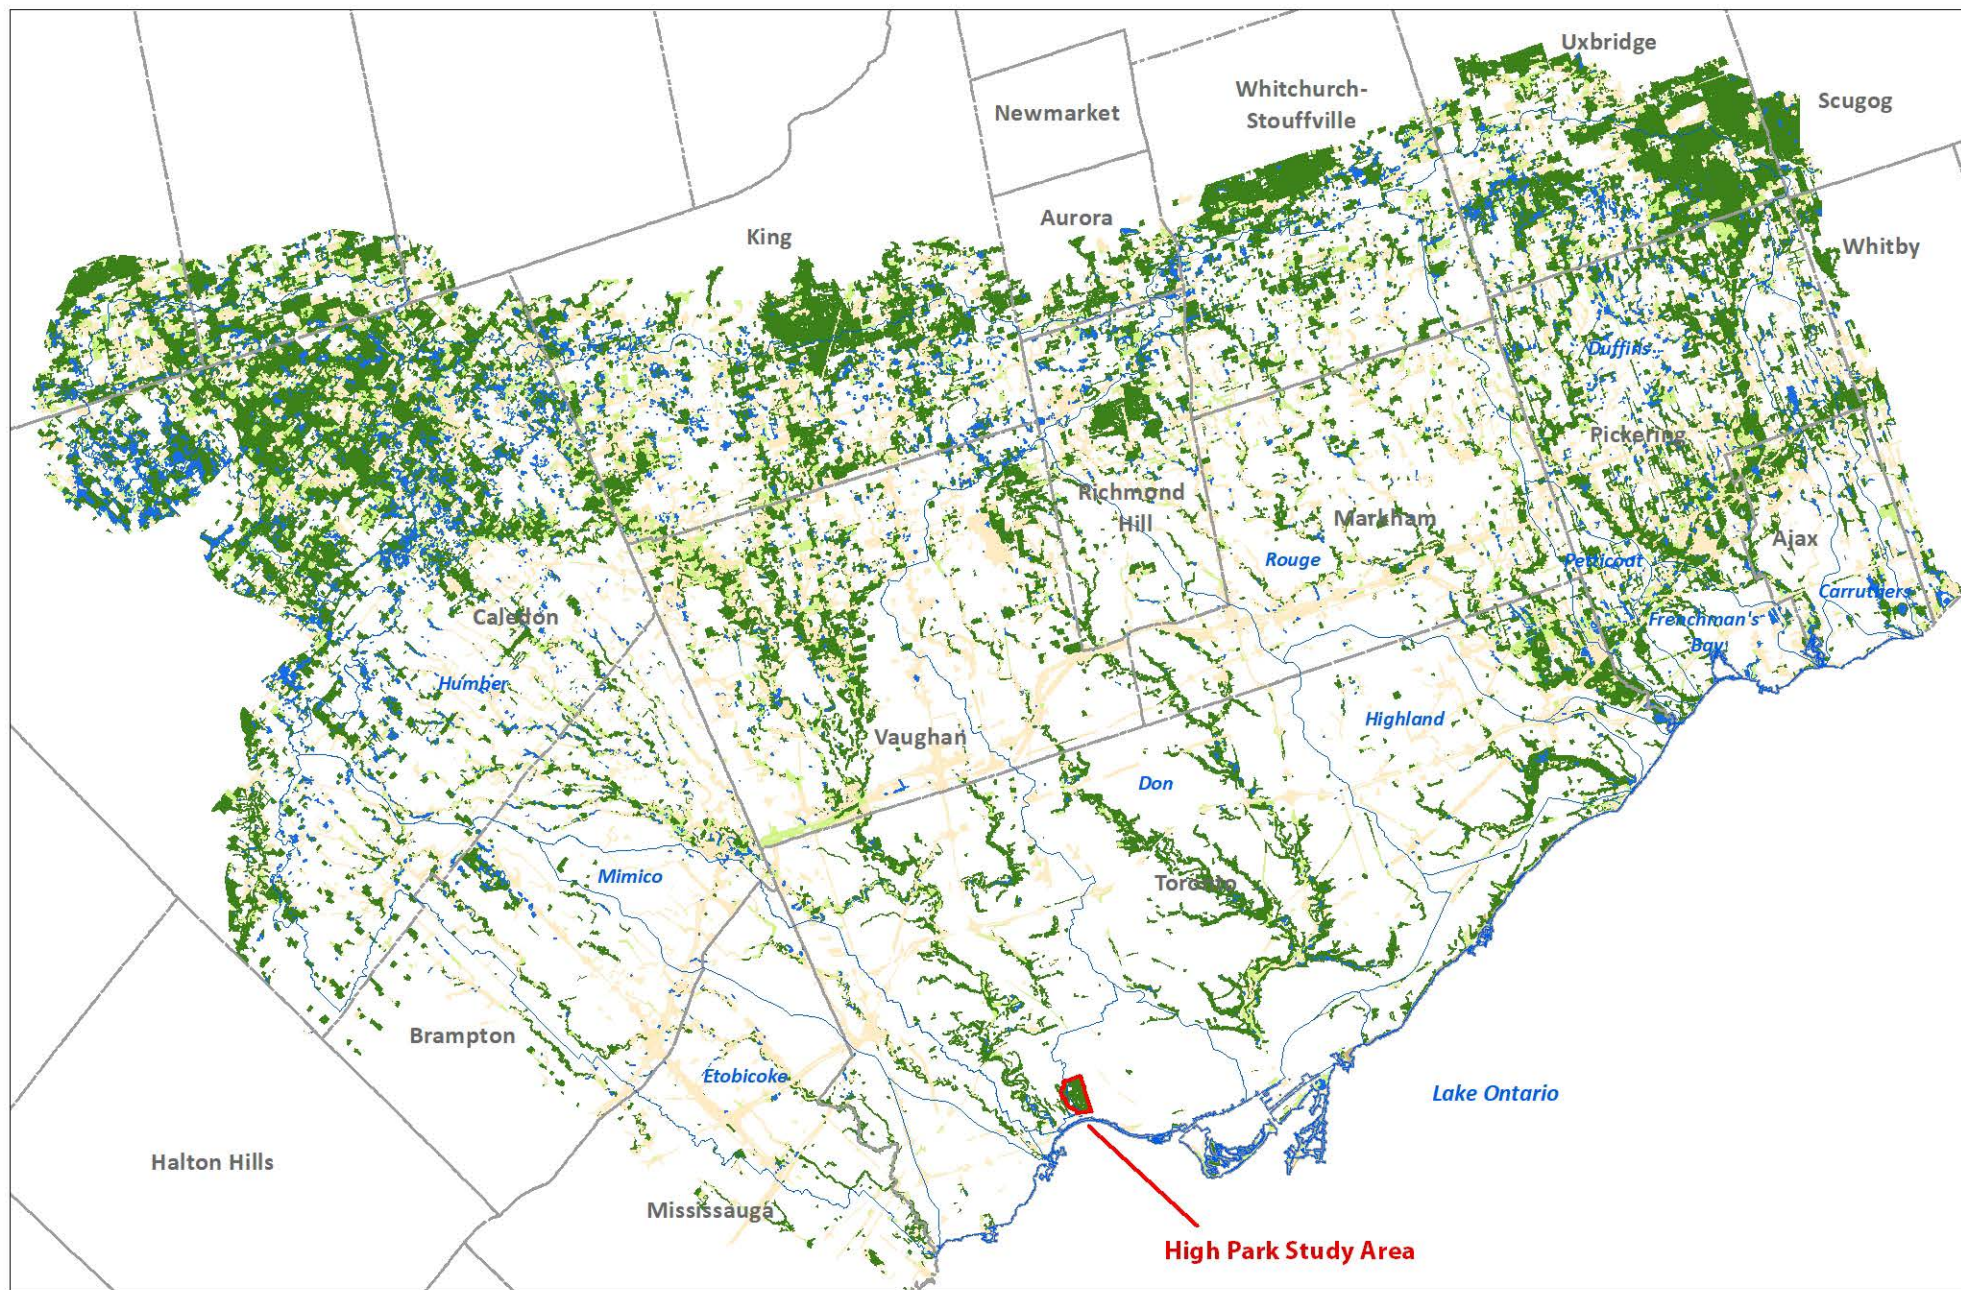 Uxbridge
Scugog
Whitchurch-
Stouffville
Newmarket
Aurora
King
Whitby
Duffins
Pickering
Richmond
Hill
Markham
Ajax
Rouge
Petticoat
Carruthers
Frenchman's
Bay
Caledon
Humber
Highland
Vaughan
Don
Mimico
Toronto
Brampton
Etobicoke
Lake Ontario
Halton Hills
Mississauga
High Park Study Area